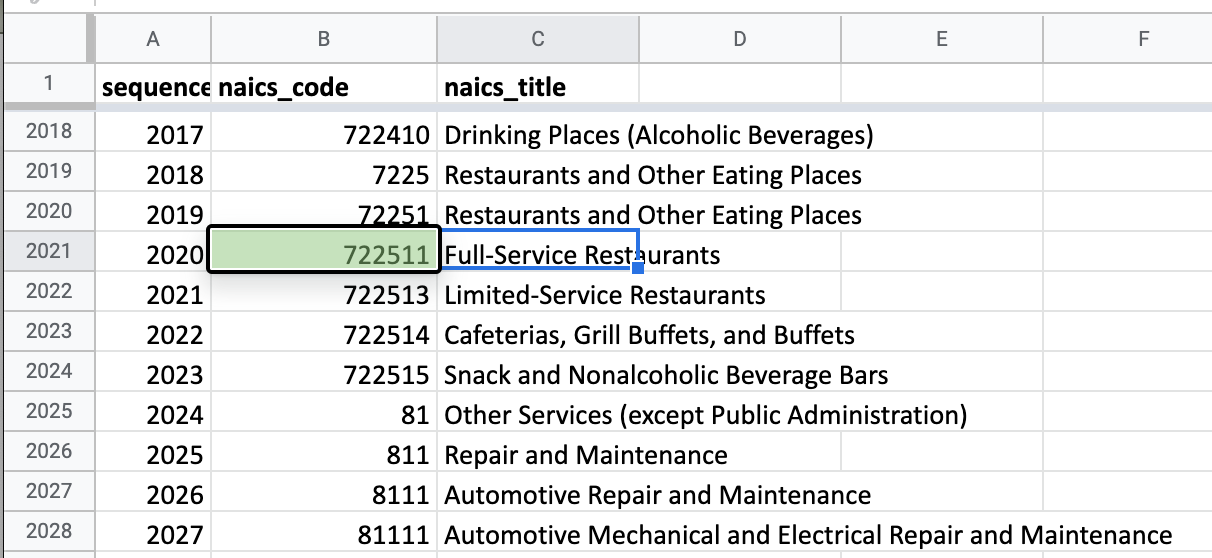 A B C D E F
1 sequence naics_code naics_title
2018 2017 722410 Drinking Places (Alcoholic Beverages)
2019 2018 7225 Restaurants and Other Eating Places
2020 2019 72251 Restaurants and Other Eating Places
2021 2020 722511 Full-Service Restaurants
2022 2021 722513 Limited-Service Restaurants
2023 2022 722514 Cafeterias, Grill Buffets, and Buffets
2024 2023 722515 Snack and Nonalcoholic Beverage Bars
2025 2024 81 Other Services (except Public Administration)
2026 2025 811 Repair and Maintenance
2027 2026 8111 Automotive Repair and Maintenance
2028 2027 81111 Automotive Mechanical and Electrical Repair and Maintenance